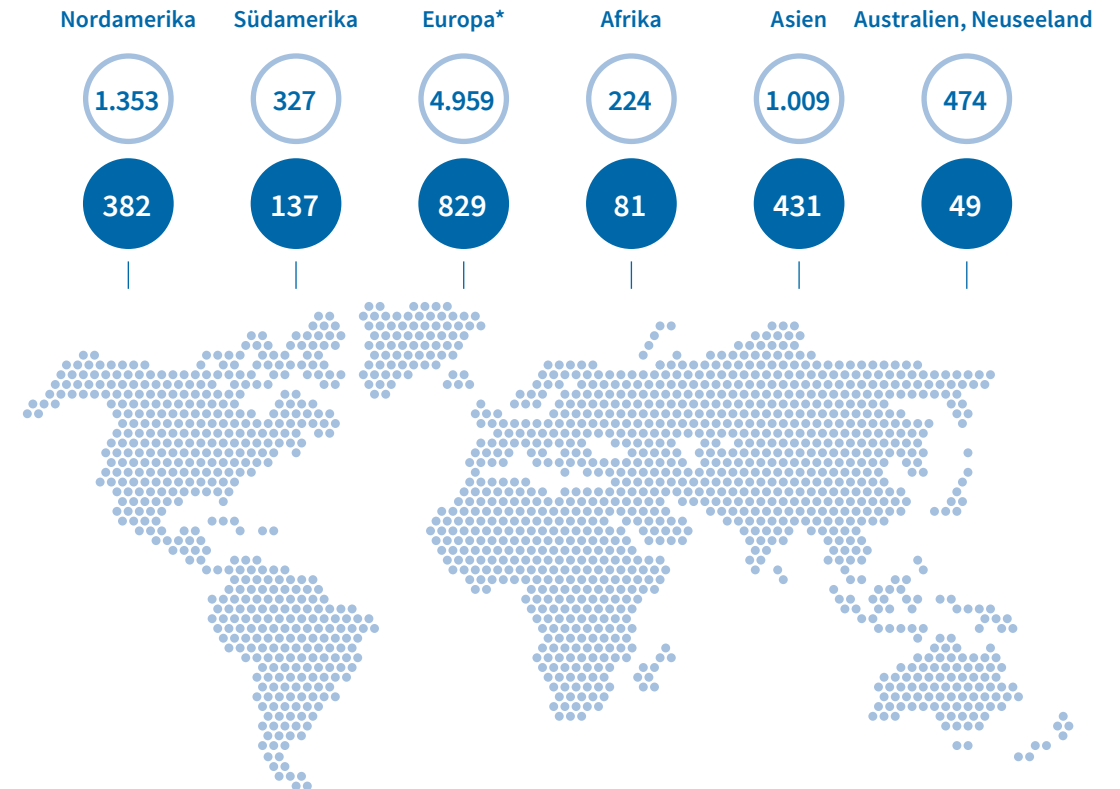 Nordamerika Südamerika Europa* Afrika Asien Australien, Neuseeland
1.353 327 4.959 224 1.009 474
382 137 829 81 431 49